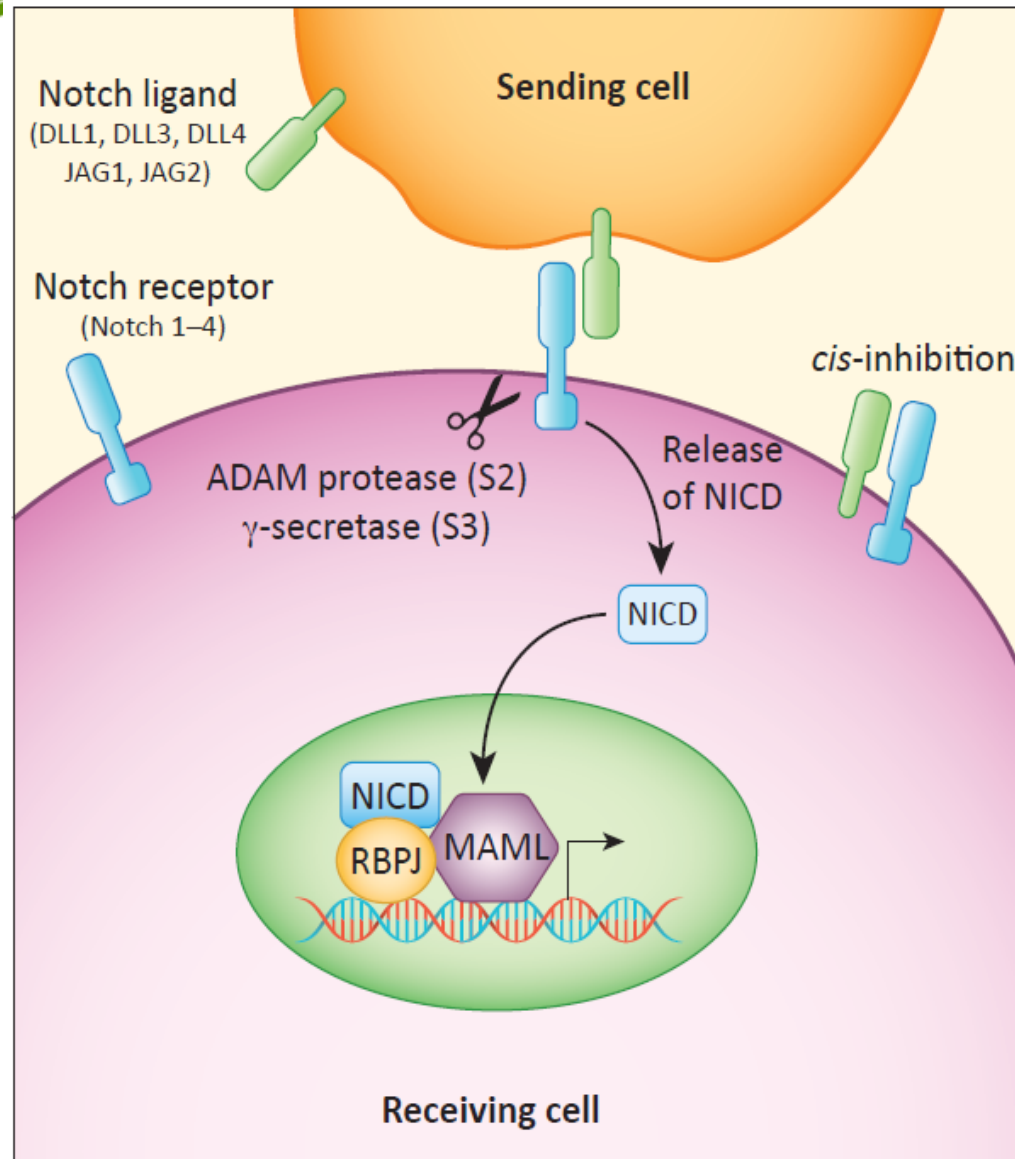 Sending cell
Notch ligand
(DLL1, DLL3, DLL4
JAG1, JAG2)
Notch receptor
(Notch 1–4)
cis-inhibition
Release
of NICD
ADAM protease (S2)
γ-secretase (S3)
NICD
NICD
RBPJ
MAML
Receiving cell